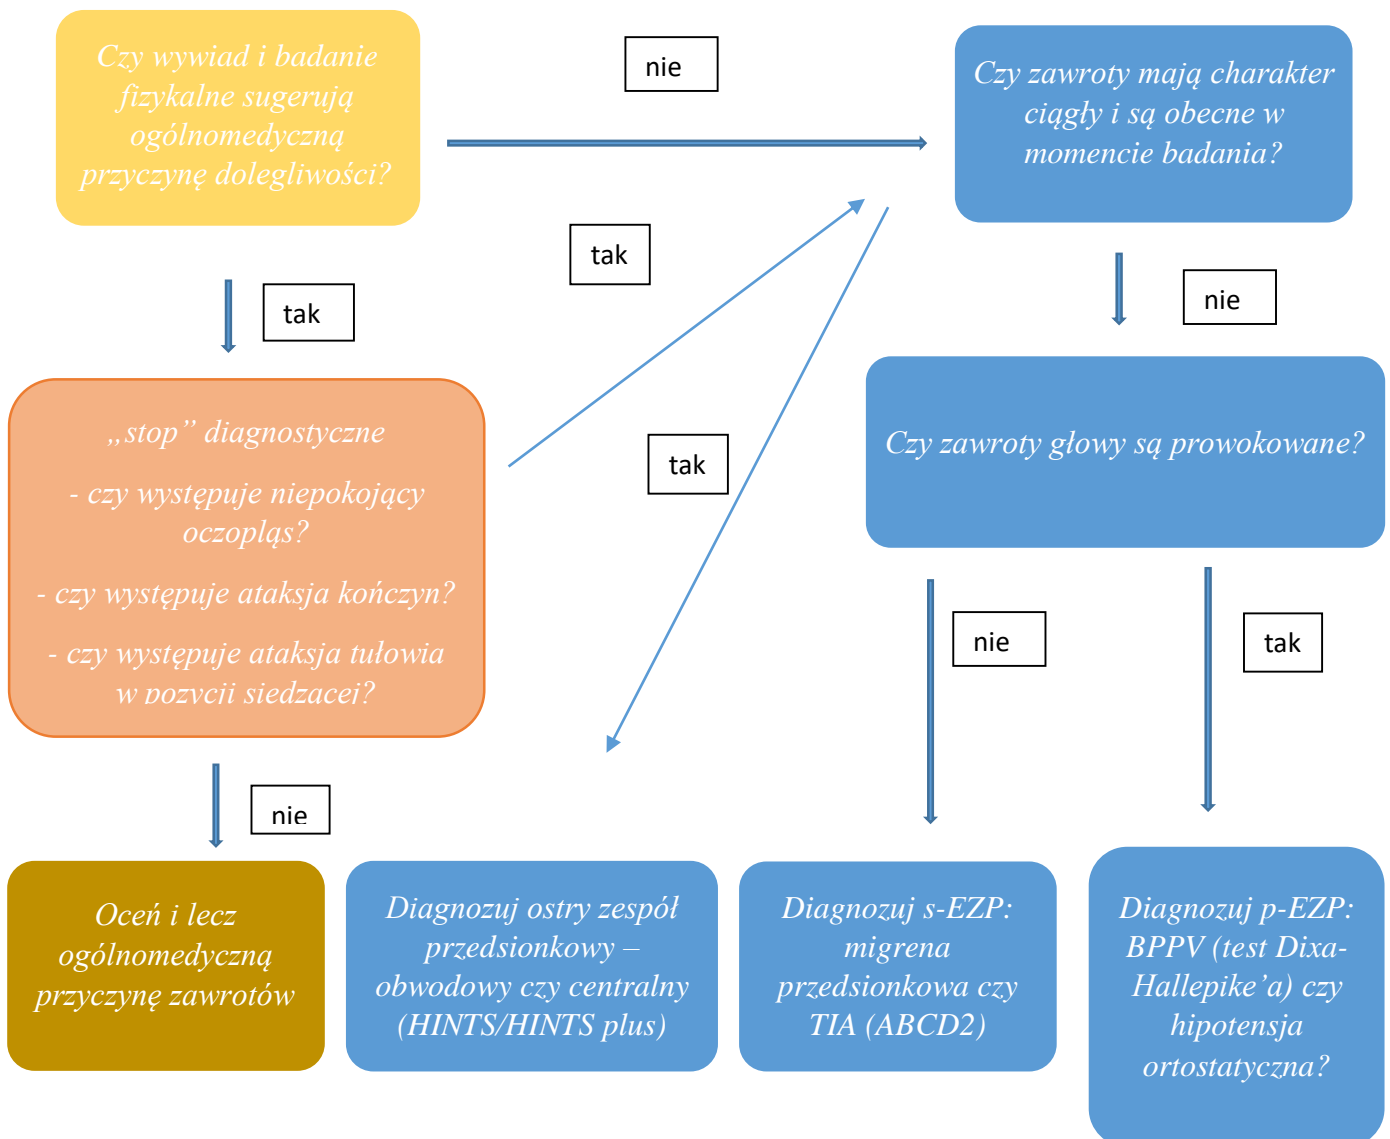 Czy wywiad i badanie
fizykalne sugerują
ogólnomedyczną
przyczynę dolegliwości?
nie
Czy zawroty mają charakter
ciągły i są obecne w
momencie badania?
tak
tak
nie
„stop” diagnostyczne
- czy występuje niepokojący
oczopląs?
- czy występuje ataksja kończyn?
- czy występuje ataksja tułowia
w pozycji siedzącej?
tak
Czy zawroty głowy są prowokowane?
nie
nie
tak
Oceń i lecz
ogólnomedyczną
przyczynę zawrotów
Diagnozuj ostry zespół
przedsionkowy –
obwodowy czy centralny
(HINTS/HINTS plus)
Diagnozuj s-EZP:
migrena
przedsionkowa czy
TIA (ABCD2)
Diagnozuj p-EZP:
BPPV (test Dixa-
Hallepike’a) czy
hipotensja
ortostatyczna?